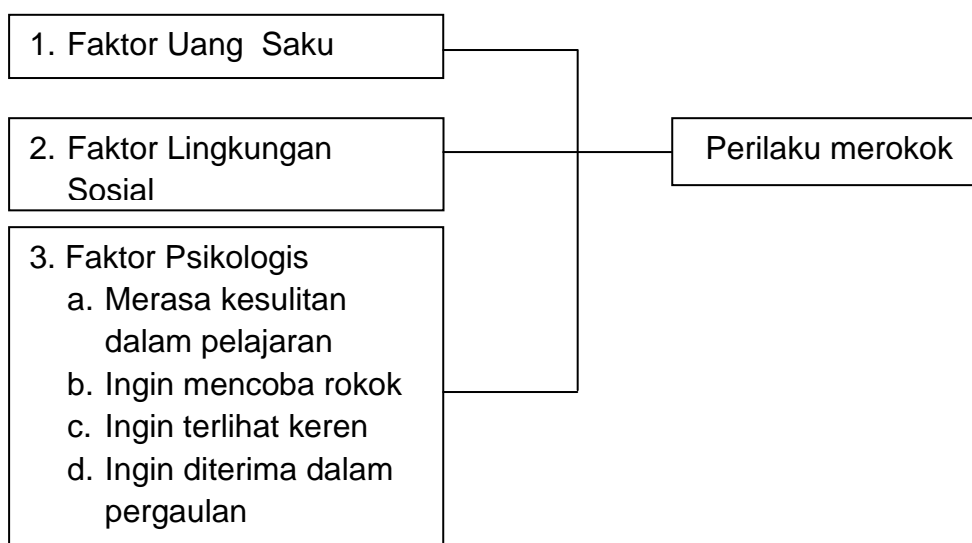 1. Faktor Uang Saku
2. Faktor Lingkungan
Sosial
Perilaku merokok
3. Faktor Psikologis
a. Merasa kesulitan
dalam pelajaran
b. Ingin mencoba rokok
c. Ingin terlihat keren
d. Ingin diterima dalam
pergaulan